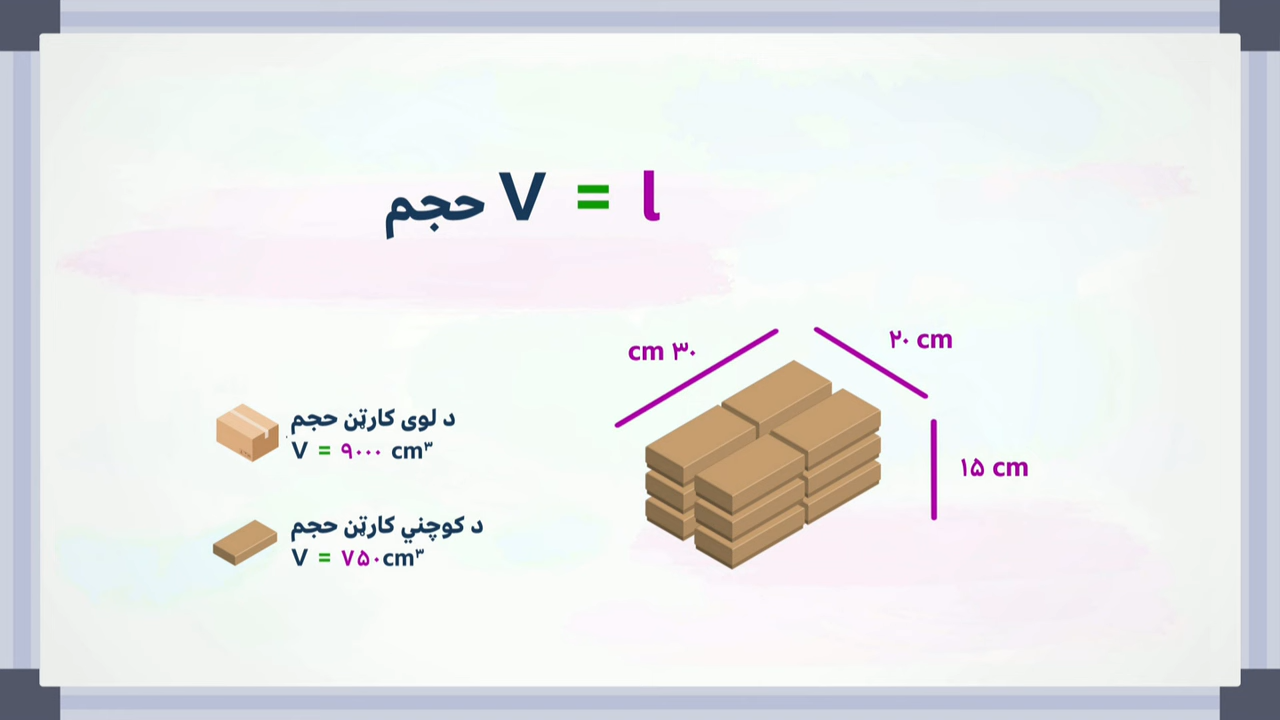 حجم V = l
۳۰ cm
۲۰ cm
۱۵ cm
د لوی کارټن حجم
V = ۹۰۰۰ cm³
د کوچني کارټن حجم
V = ۷۵۰cm³